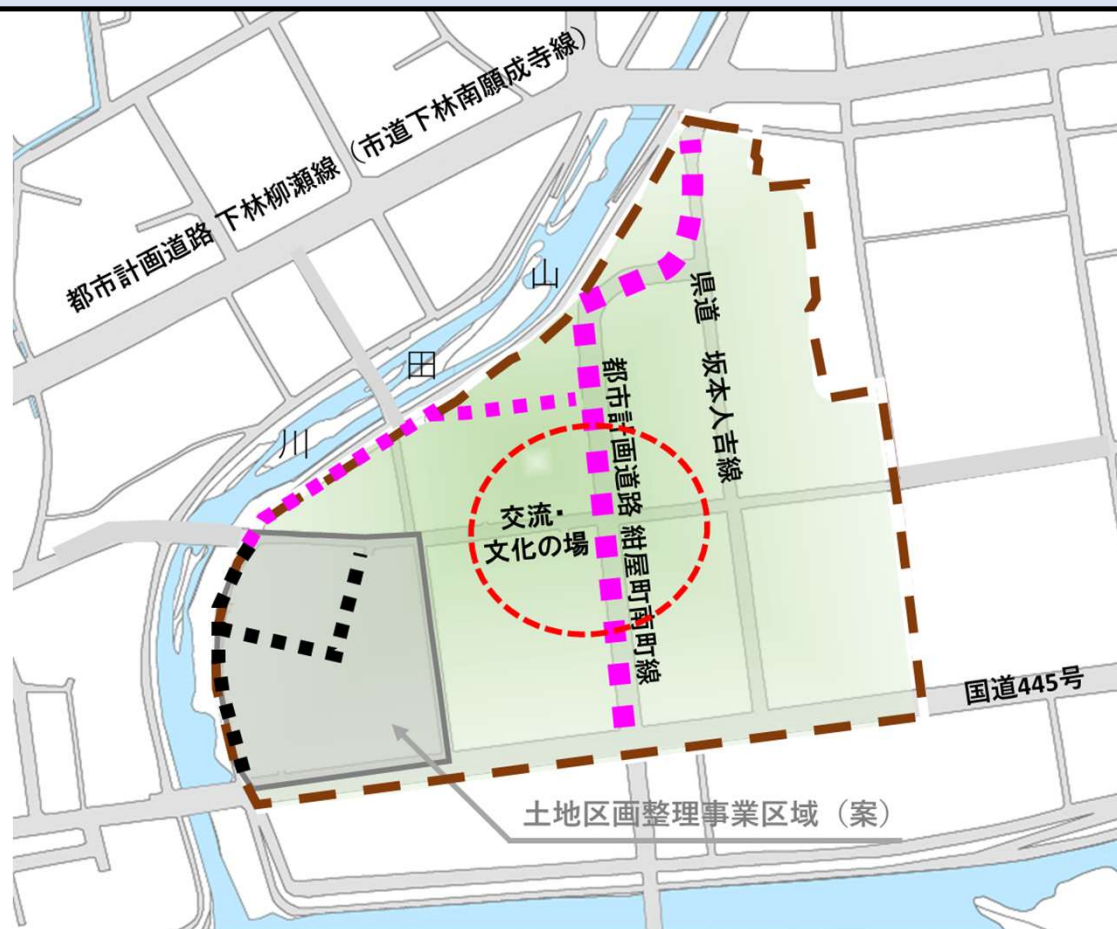 都市計画道路 下林柳瀬線（市道下林南願成寺線）
山
田
川
県道 坂本人吉線
都市計画道路 紺屋町南町線
交流・
文化の場
国道445号
土地区画整理事業区域（案）